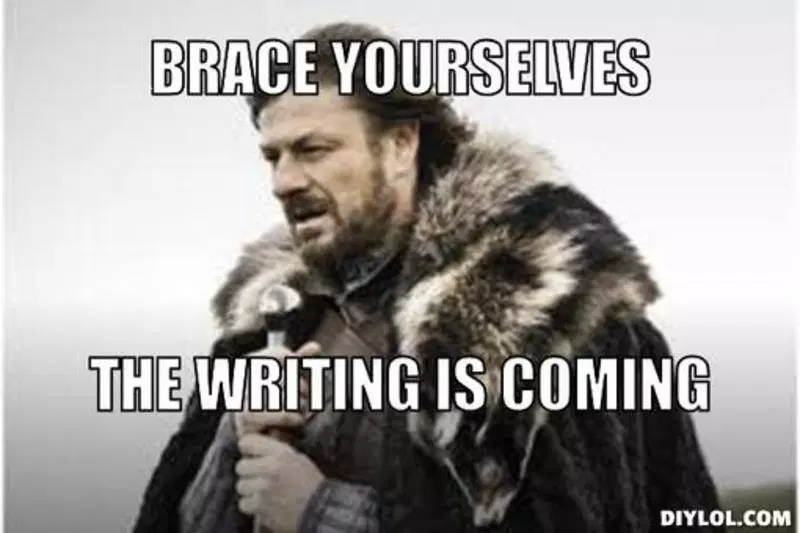 BRACE YOURSELVES
THE WRITING IS COMING
DIYLOL.COM